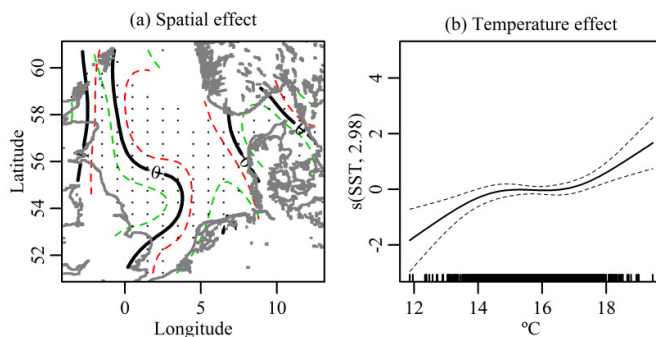 (a) Spatial effect
(b) Temperature effect
Latitude
60
58
56
54
52
0
0
0
0 5 10
Longitude
s(SST, 2.98)
4
2
0
-2
12 14 16 18
ºC